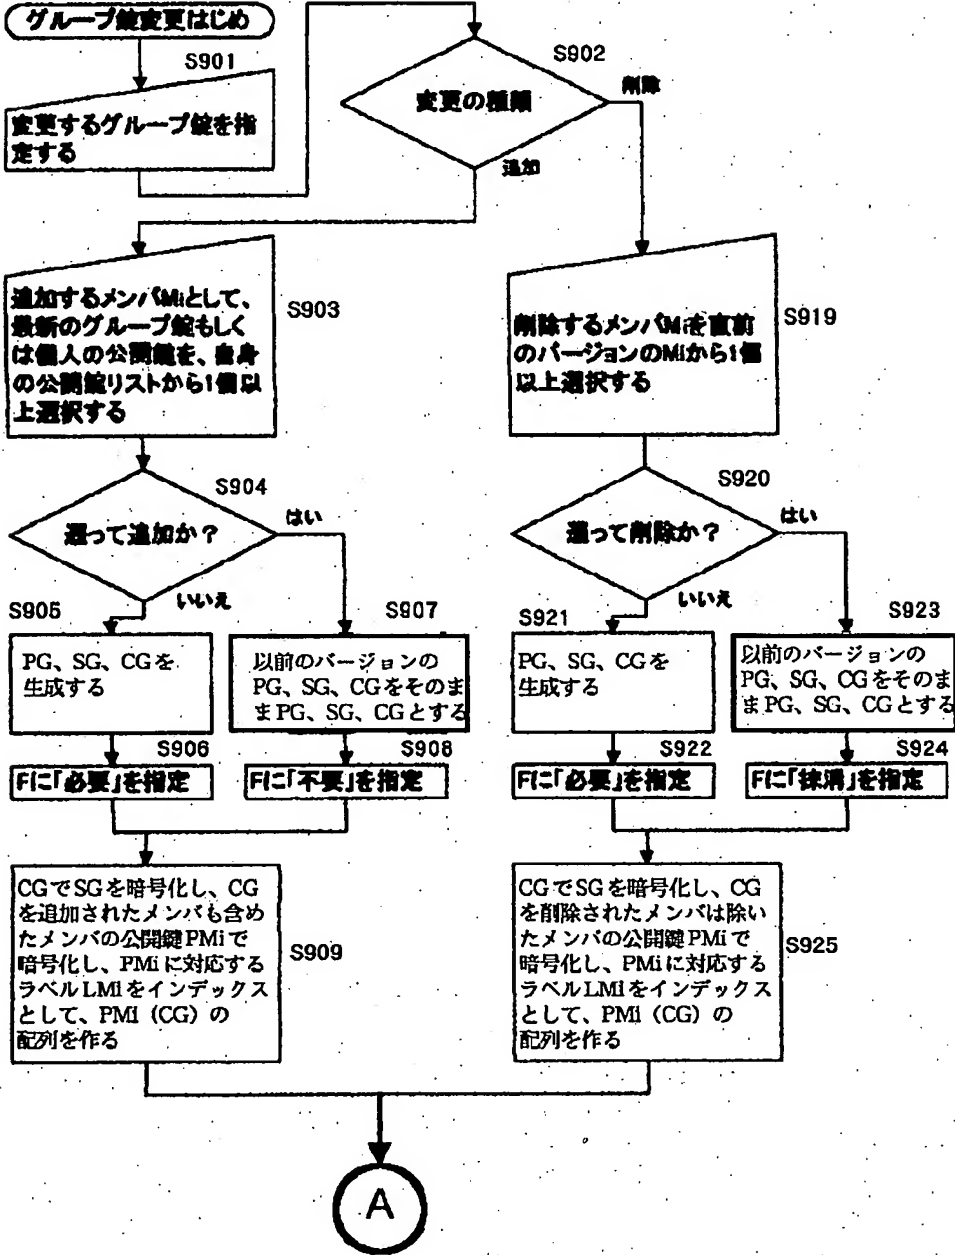 グループ錠変更はじめ
S901
変更するグループ錠を指
定する
S902
変更の種類
削除
追加
追加するメンバMiとして、
最新のグループ錠もしく
は個人の公開鍵を、自身
の公開錠リストから1個以
上選択する
S903
S904
遡って追加か？
はい
いいえ
S905
PG、SG、CGを
生成する
S906
Fに「必要」を指定
S907
以前のバージョンの
PG、SG、CGをそのま
まPG、SG、CGとする
S908
Fに「不要」を指定
CGでSGを暗号化し、CG
を追加されたメンバも含め
たメンバの公開鍵PMiで
暗号化し、PMiに対応する
ラベルLMiをインデックス
として、PMi（CG）の
配列を作る
S909
削除するメンバMiを直前
のバージョンのMiから1個
以上選択する
S919
S920
遡って削除か？
はい
いいえ
S921
PG、SG、CGを
生成する
S922
Fに「必要」を指定
S923
以前のバージョンの
PG、SG、CGをそのま
まPG、SG、CGとする
S924
Fに「抹消」を指定
CGでSGを暗号化し、CG
を削除されたメンバは除い
たメンバの公開鍵PMiで
暗号化し、PMiに対応する
ラベルLMiをインデックス
として、PMi（CG）の
配列を作る
S925
A